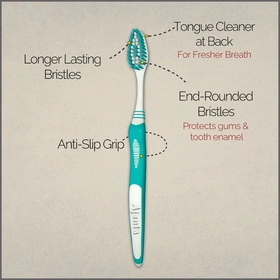 Tongue Cleaner
at Back
For Fresher Breath
Longer Lasting
Bristles
End-Rounded
Bristles
Protects gums &
tooth enamel
Anti-Slip Grip